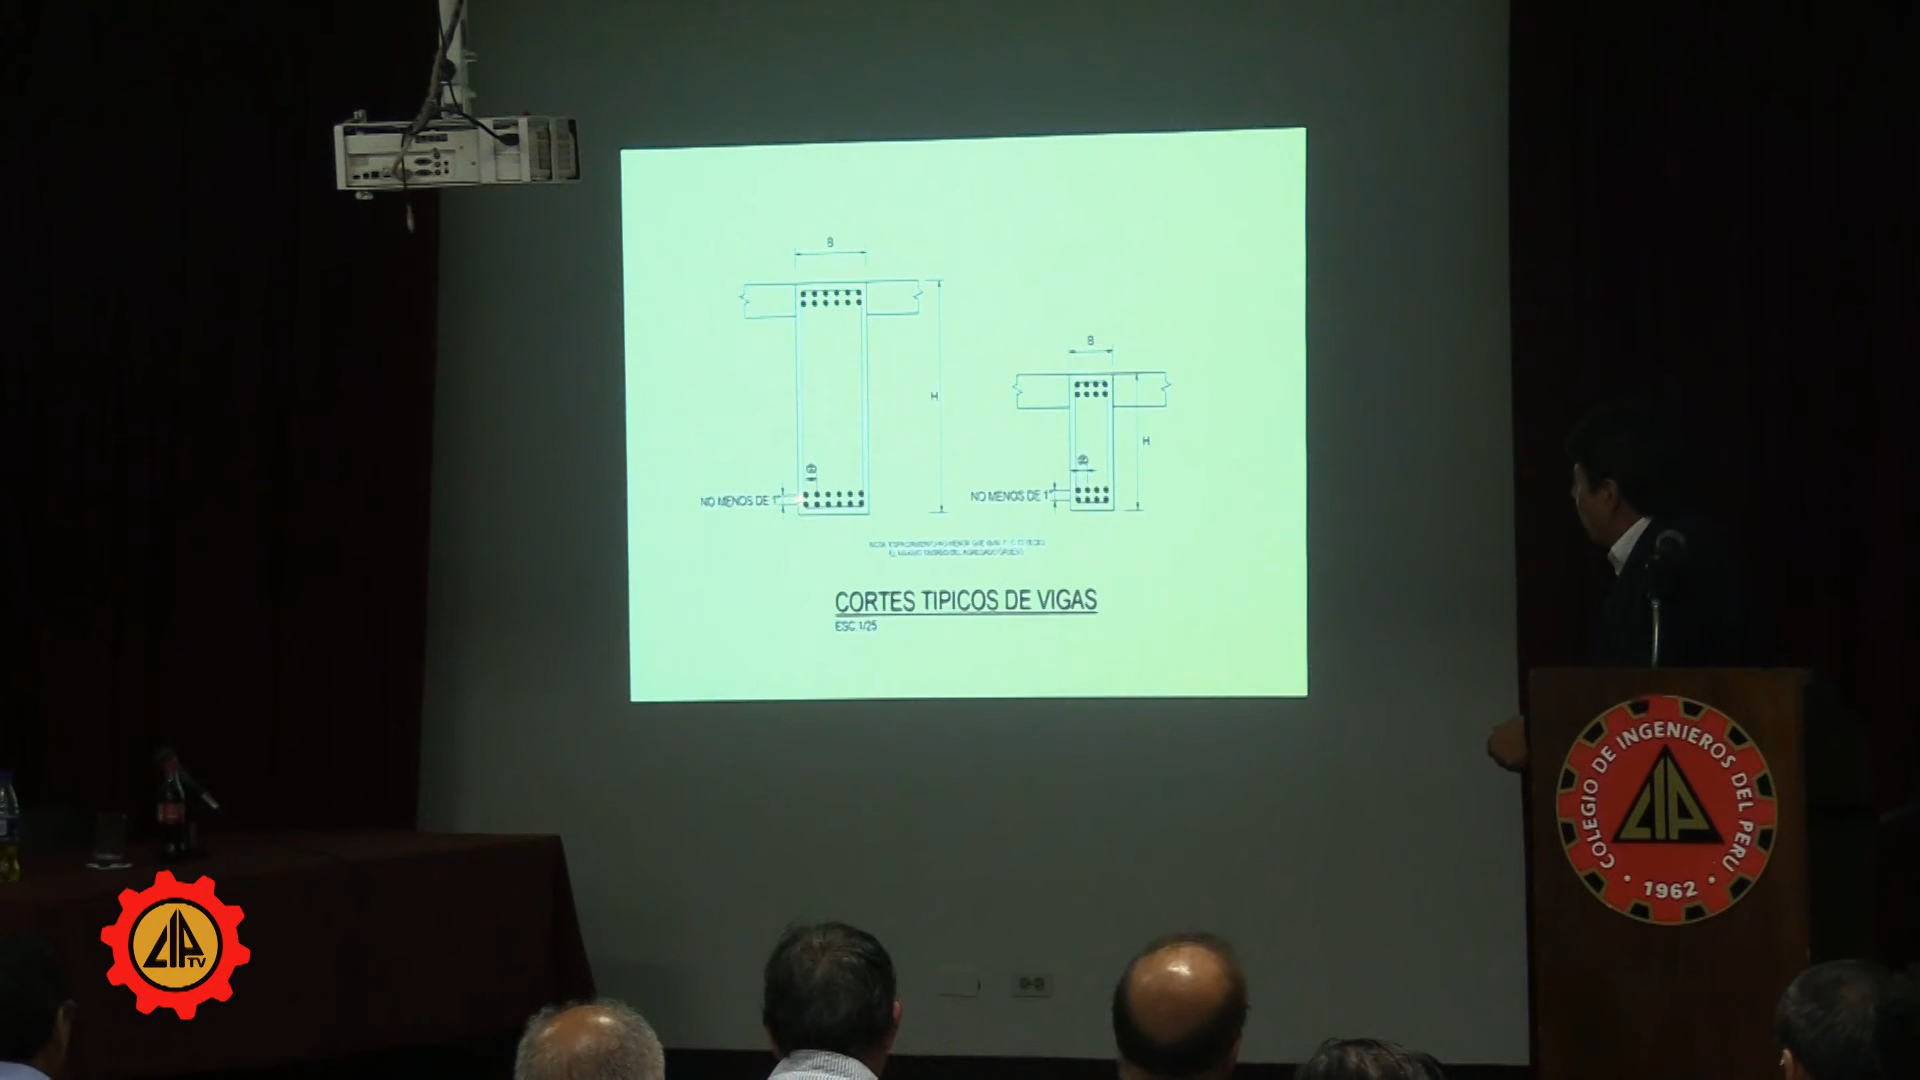 B
H
NO MENOS DE 1"
B
H
NO MENOS DE 1"
CORTES TIPICOS DE VIGAS
ESC 1/25
COLEGIO DE INGENIEROS DEL PERU
CIP
• 1962 •
CIP
TV